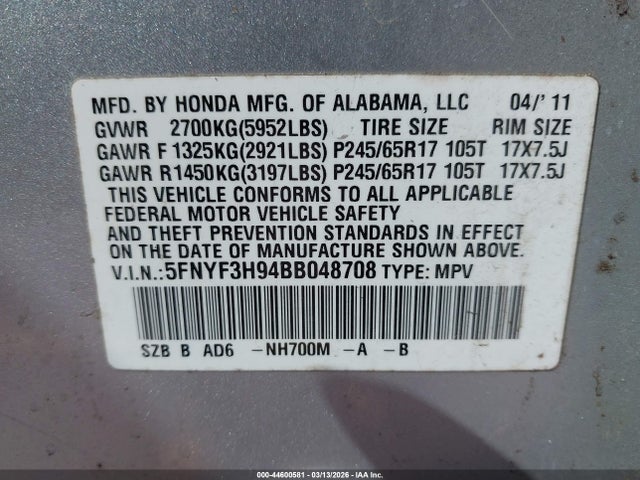 MFD. BY HONDA MFG. OF ALABAMA, LLC 04/' 11
GVWR 2700KG(5952LBS) TIRE SIZE RIM SIZE
GAWR F 1325KG(2921LBS) P245/65R17 105T 17X7.5J
GAWR R1450KG(3197LBS) P245/65R17 105T 17X7.5J
THIS VEHICLE CONFORMS TO ALL APPLICABLE
FEDERAL MOTOR VEHICLE SAFETY
AND THEFT PREVENTION STANDARDS IN EFFECT
ON THE DATE OF MANUFACTURE SHOWN ABOVE.
V.I.N.:5FNYF3H94BB048708 TYPE: MPV
SZB B AD6 -NH700M -A -B
000-44600581 - 03/13/2026 - IAA Inc.